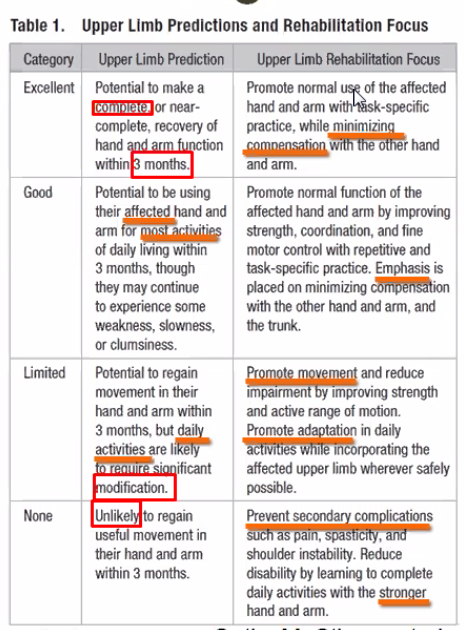 Table 1. Upper Limb Predictions and Rehabilitation Focus
Category
Upper Limb Prediction
Upper Limb Rehabilitation Focus
Excellent
Potential to make a
complete, or near-
complete, recovery of
hand and arm function
within 3 months.
Promote normal use of the affected
hand and arm with task-specific
practice, while minimizing
compensation with the other hand
and arm.
Good
Potential to be using
their affected hand and
arm for most activities
of daily living within
3 months, though
they may continue
to experience some
weakness, slowness,
or clumsiness.
Promote normal function of the
affected hand and arm by improving
strength, coordination, and fine
motor control with repetitive and
task-specific practice. Emphasis is
placed on minimizing compensation
with the other hand and arm, and
the trunk.
Limited
Potential to regain
movement in their
hand and arm within
3 months, but daily
activities are likely
to require significant
modification.
Promote movement and reduce
impairment by improving strength
and active range of motion.
Promote adaptation in daily
activities while incorporating the
affected upper limb wherever safely
possible.
None
Unlikely to regain
useful movement in
their hand and arm
within 3 months.
Prevent secondary complications
such as pain, spasticity, and
shoulder instability. Reduce
disability by learning to complete
daily activities with the stronger
hand and arm.